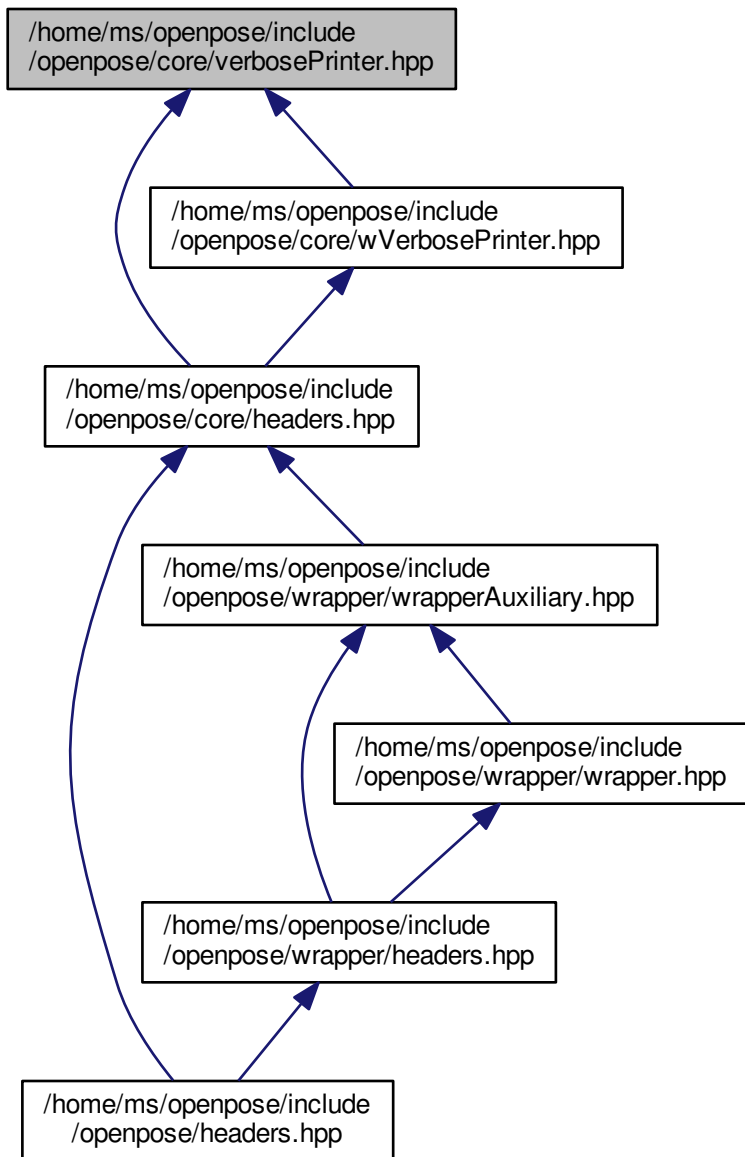 /home/ms/openpose/include
/openpose/core/verbosePrinter.hpp
/home/ms/openpose/include
/openpose/core/wVerbosePrinter.hpp
/home/ms/openpose/include
/openpose/core/headers.hpp
/home/ms/openpose/include
/openpose/wrapper/wrapperAuxiliary.hpp
/home/ms/openpose/include
/openpose/wrapper/wrapper.hpp
/home/ms/openpose/include
/openpose/wrapper/headers.hpp
/home/ms/openpose/include
/openpose/headers.hpp